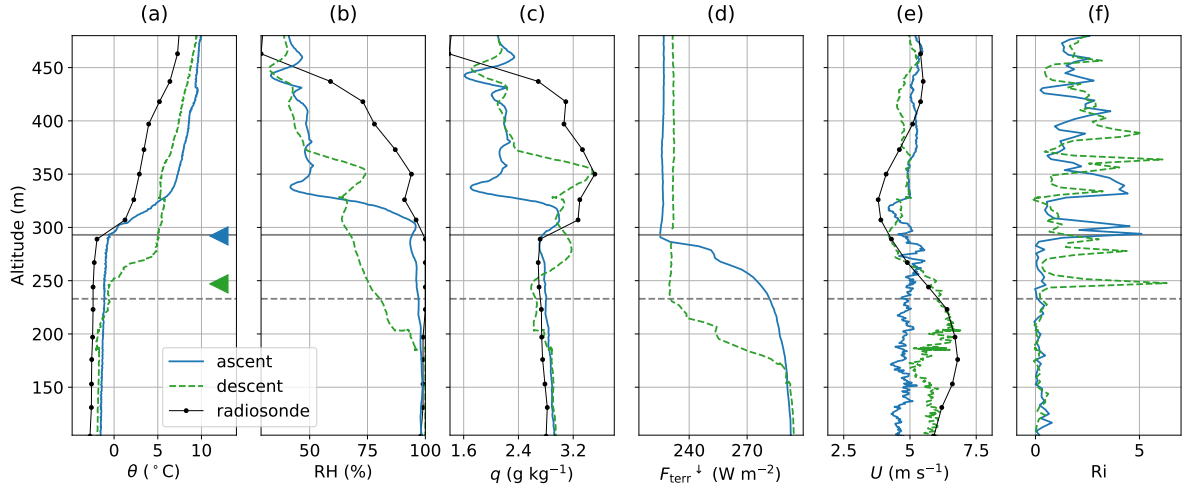 (a) (b) (c) (d) (e) (f)
Altitude (m)
450
400
350
300
250
200
150
ascent
descent
radiosonde
0 5 10
50 75 100
1.6 2.4 3.2
240 270
2.5 5.0 7.5
0 5
θ (°C)
RH (%)
q (g kg⁻¹)
F_terr↓ (W m⁻²)
U (m s⁻¹)
Ri